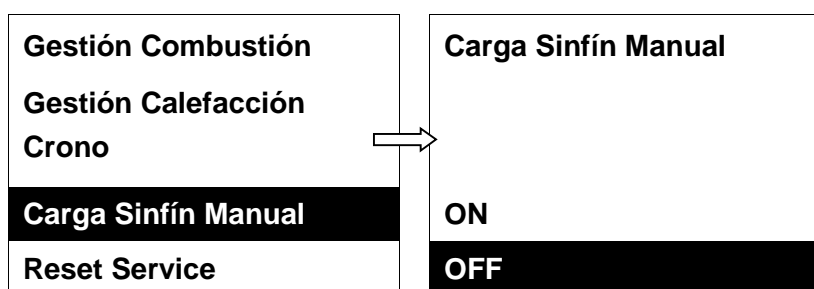 Gestión Combustión
Gestión Calefacción
Crono
Carga Sinfín Manual
Reset Service
Carga Sinfín Manual
ON
OFF